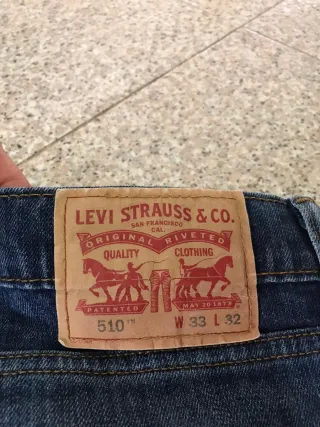 LEVI STRAUSS & CO.
SAN FRANCISCO
CAL.
ORIGINAL RIVETED
QUALITY CLOTHING
PATENTED MAY 20 1873
510™ W 33 L 32